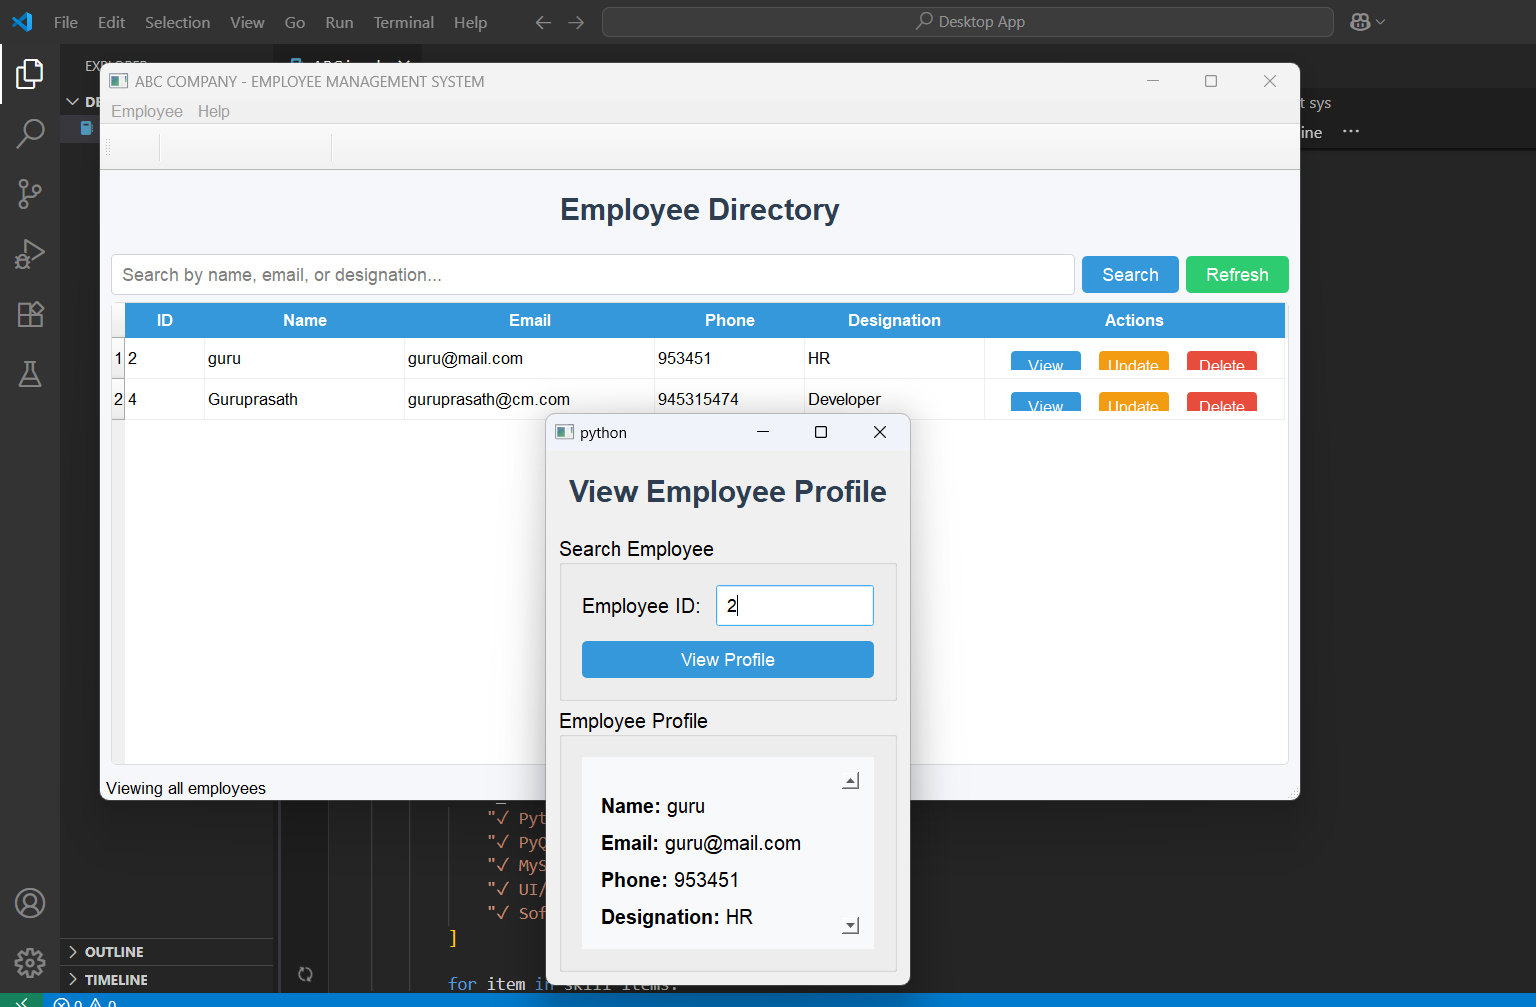 File Edit Selection View Go Run Terminal Help
Desktop App
ABC COMPANY - EMPLOYEE MANAGEMENT SYSTEM
Employee Help
t sys
ine ...
Employee Directory
Search by name, email, or designation...
Search
Refresh
ID Name Email Phone Designation Actions
1 2 guru guru@mail.com 953451 HR View Update Delete
2 4 Guruprasath guruprasath@cm.com 945315474 Developer View Update Delete
python
View Employee Profile
Search Employee
Employee ID: 2
View Profile
Employee Profile
Name: guru
Email: guru@mail.com
Phone: 953451
Designation: HR
Viewing all employees
"✓ Pyt
"✓ PyQ
"✓ MyS
"✓ UI/
"✓ Sof
]
for item in skill_items:
OUTLINE
TIMELINE
0 0